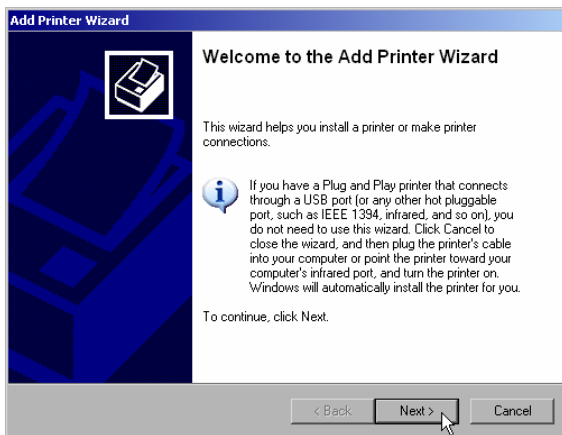 Add Printer Wizard
Welcome to the Add Printer Wizard
This wizard helps you install a printer or make printer
connections.
If you have a Plug and Play printer that connects
through a USB port (or any other hot pluggable
port, such as IEEE 1394, infrared, and so on), you
do not need to use this wizard. Click Cancel to
close the wizard, and then plug the printer's cable
into your computer or point the printer toward your
computer's infrared port, and turn the printer on.
Windows will automatically install the printer for you.
To continue, click Next.
< Back Next > Cancel